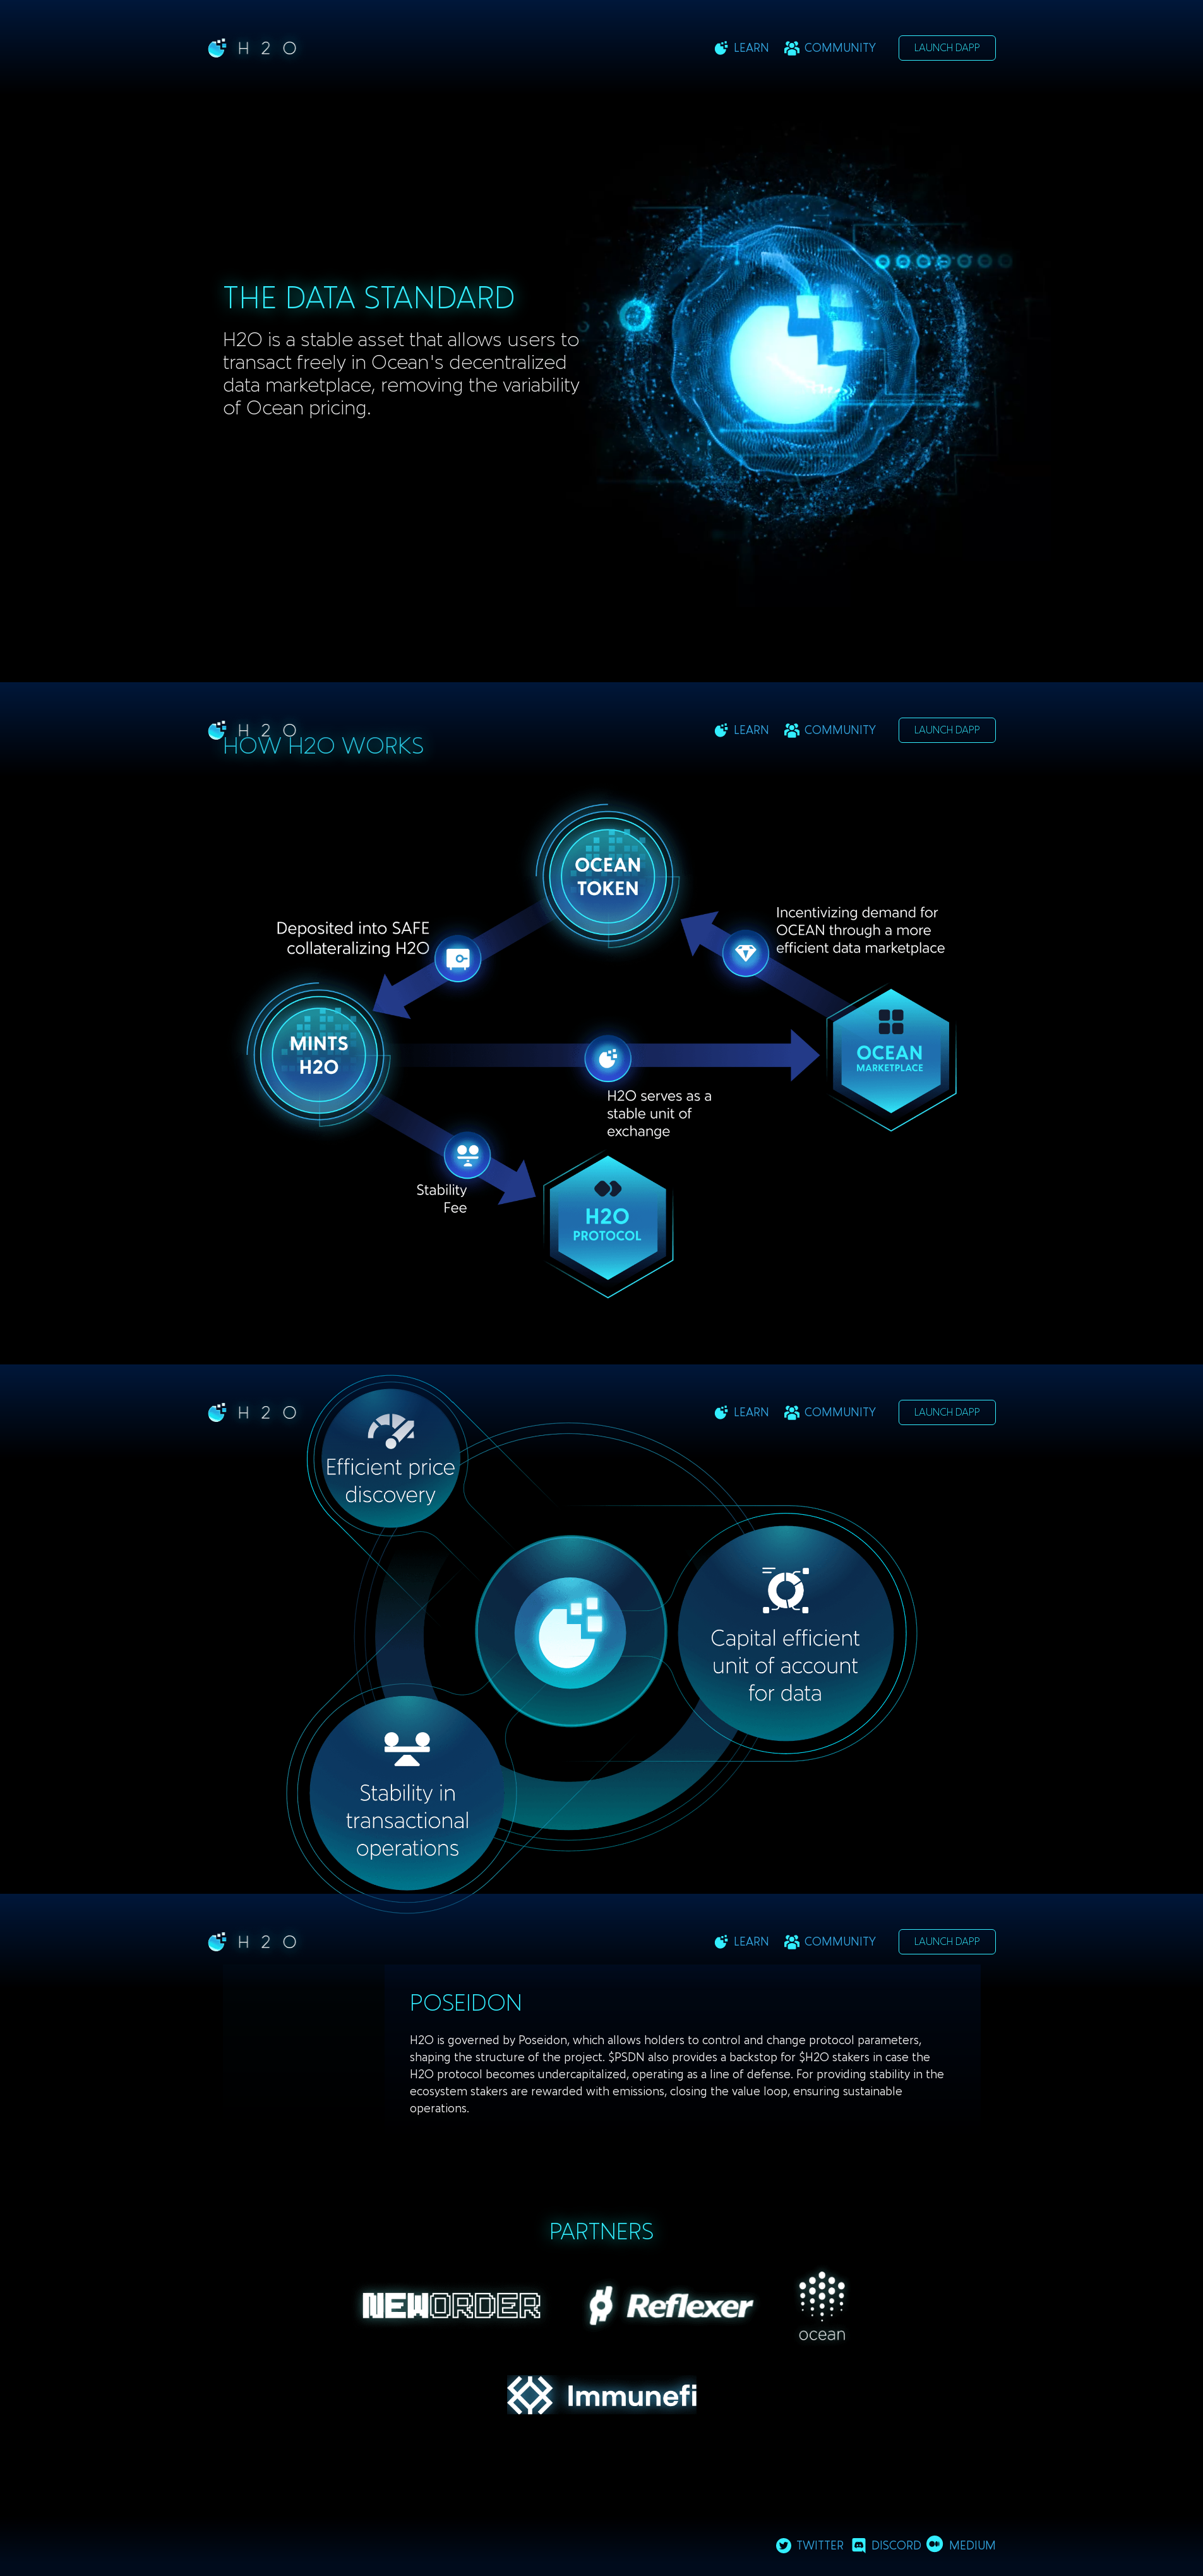 H 2 O
LEARN
COMMUNITY
LAUNCH DAPP
THE DATA STANDARD
H2O is a stable asset that allows users to
transact freely in Ocean's decentralized
data marketplace, removing the variability
of Ocean pricing.
H 2 O
LEARN
COMMUNITY
LAUNCH DAPP
HOW H2O WORKS
OCEAN
TOKEN
Deposited into SAFE
collateralizing H2O
Incentivizing demand for
OCEAN through a more
efficient data marketplace
MINTS
H2O
OCEAN
MARKETPLACE
H2O serves as a
stable unit of
exchange
Stability
Fee
H2O
PROTOCOL
H 2 O
LEARN
COMMUNITY
LAUNCH DAPP
Efficient price
discovery
Capital efficient
unit of account
for data
Stability in
transactional
operations
H 2 O
LEARN
COMMUNITY
LAUNCH DAPP
POSEIDON
H2O is governed by Poseidon, which allows holders to control and change protocol parameters,
shaping the structure of the project. $PSDN also provides a backstop for $H2O stakers in case the
H2O protocol becomes undercapitalized, operating as a line of defense. For providing stability in the
ecosystem stakers are rewarded with emissions, closing the value loop, ensuring sustainable
operations.
PARTNERS
NEWORDER
Reflexer
ocean
Immunefi
TWITTER
DISCORD
MEDIUM